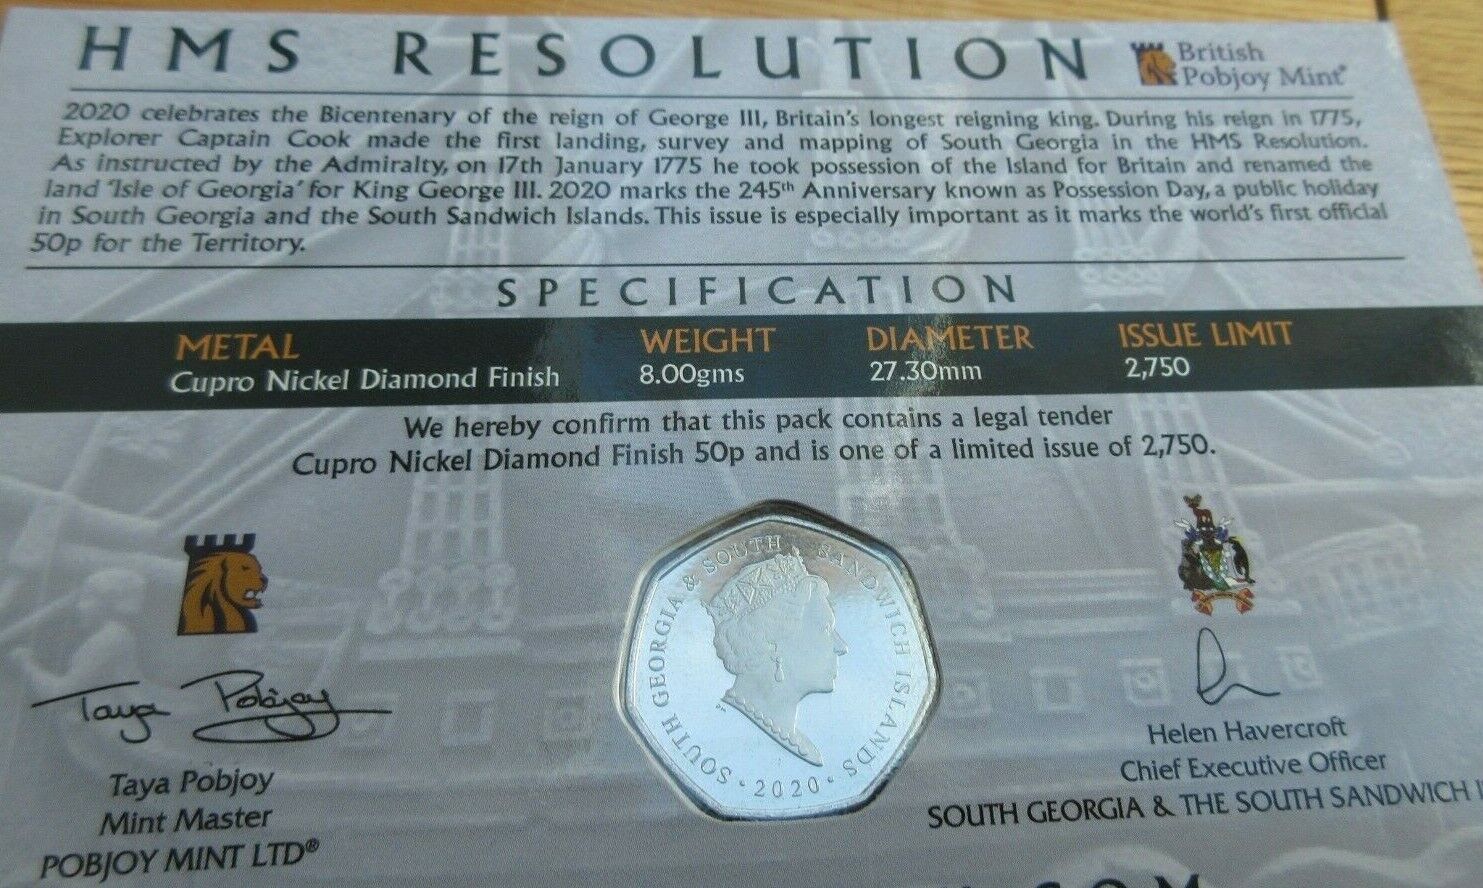 HMS RESOLUTION
British
Pobjoy Mint®
2020 celebrates the Bicentenary of the reign of George III, Britain's longest reigning king. During his reign in 1775,
Explorer Captain Cook made the first landing, survey and mapping of South Georgia in the HMS Resolution.
As instructed by the Admiralty, on 17th January 1775 he took possession of the Island for Britain and renamed the
land 'Isle of Georgia' for King George III. 2020 marks the 245th Anniversary known as Possession Day, a public holiday
in South Georgia and the South Sandwich Islands. This issue is especially important as it marks the world's first official
50p for the Territory.
SPECIFICATION
METAL WEIGHT DIAMETER ISSUE LIMIT
Cupro Nickel Diamond Finish 8.00gms 27.30mm 2,750
We hereby confirm that this pack contains a legal tender
Cupro Nickel Diamond Finish 50p and is one of a limited issue of 2,750.
SOUTH GEORGIA & SOUTH SANDWICH ISLANDS
· 2020 ·
Taya Pobjoy
Taya Pobjoy
Mint Master
POBJOY MINT LTD®
Helen Havercroft
Chief Executive Officer
SOUTH GEORGIA & THE SOUTH SANDWICH I